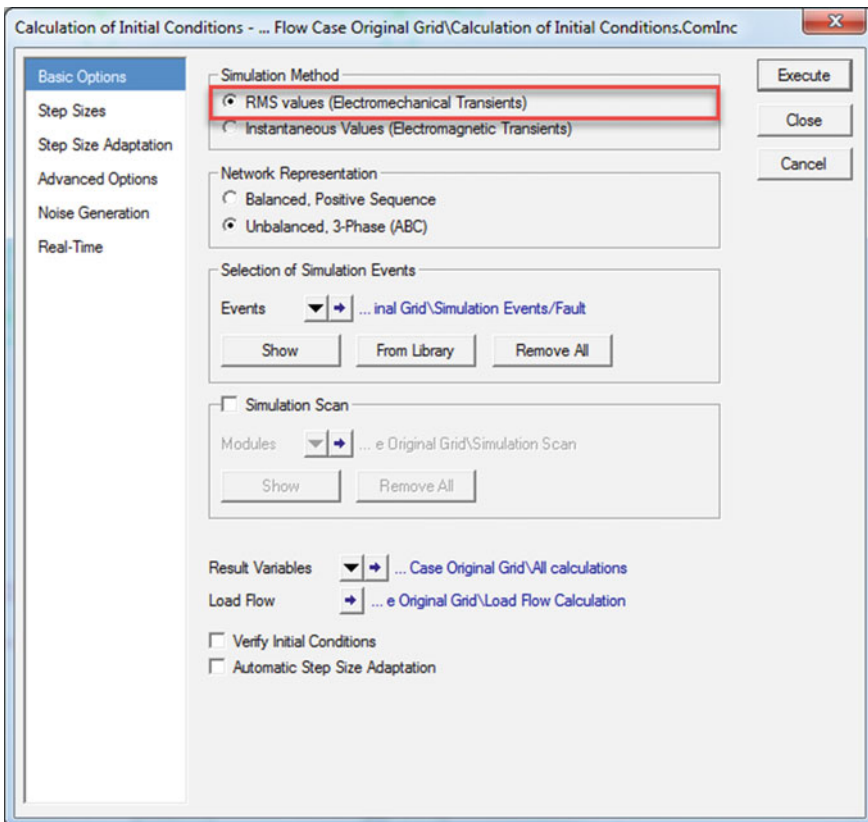 Calculation of Initial Conditions - ... Flow Case Original Grid\Calculation of Initial Conditions.ComInc
Basic Options
Step Sizes
Step Size Adaptation
Advanced Options
Noise Generation
Real-Time
Simulation Method
RMS values (Electromechanical Transients)
Instantaneous Values (Electromagnetic Transients)
Network Representation
Balanced, Positive Sequence
Unbalanced, 3-Phase (ABC)
Selection of Simulation Events
Events ... inal Grid\Simulation Events/Fault
Show From Library Remove All
Simulation Scan
Modules ... e Original Grid\Simulation Scan
Show Remove All
Result Variables ... Case Original Grid\All calculations
Load Flow ... e Original Grid\Load Flow Calculation
Verify Initial Conditions
Automatic Step Size Adaptation
Execute
Close
Cancel